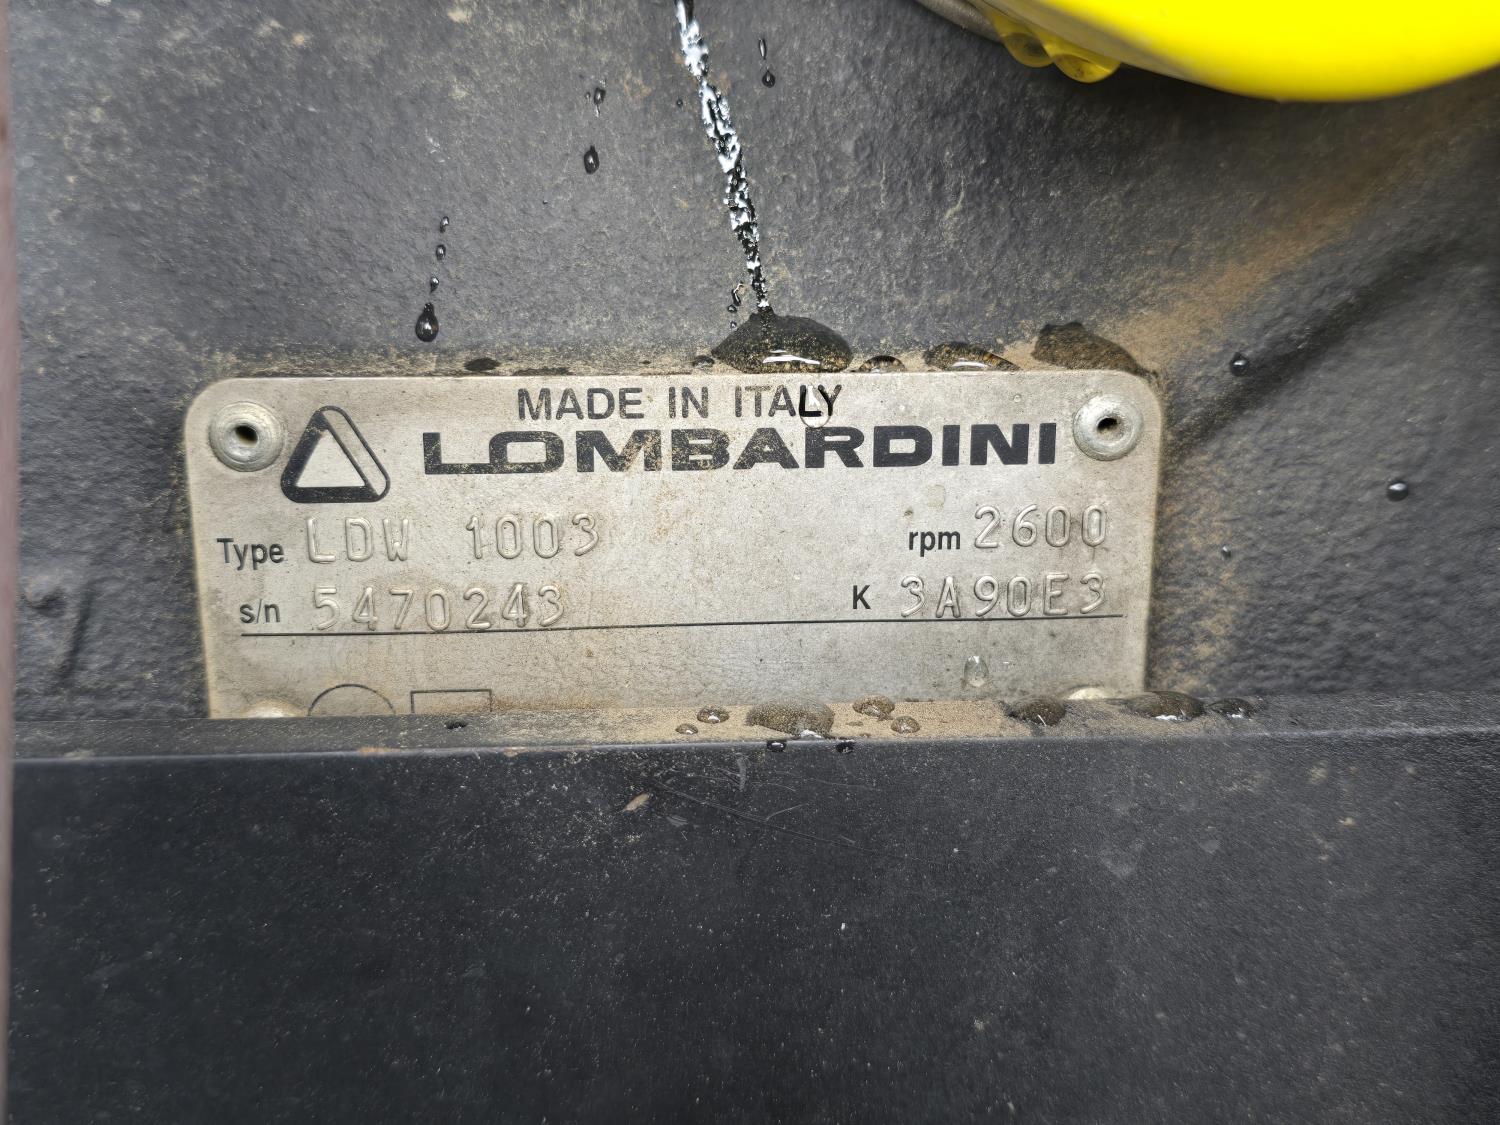 MADE IN ITALY
LOMBARDINI
Type LDW 1003 rpm 2600
s/n 5470243 K 3A90E3